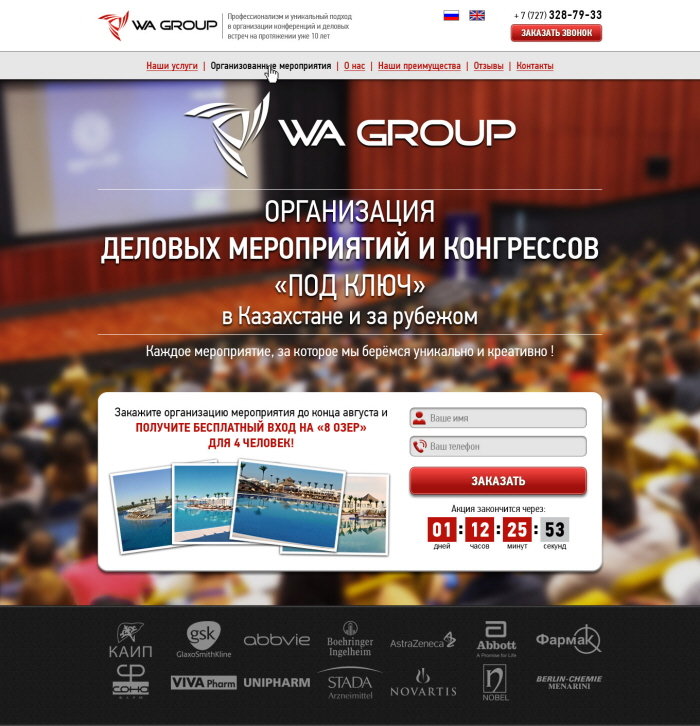 WA GROUP
Профессионализм и уникальный подход
в организации конференций и деловых
встреч на протяжении уже 10 лет
+ 7 (727) 328-79-33
ЗАКАЗАТЬ ЗВОНОК
Наши услуги | Организованные мероприятия | О нас | Наши преимущества | Отзывы | Контакты
WA GROUP
ОРГАНИЗАЦИЯ
ДЕЛОВЫХ МЕРОПРИЯТИЙ И КОНГРЕССОВ
«ПОД КЛЮЧ»
в Казахстане и за рубежом
Каждое мероприятие, за которое мы берёмся уникально и креативно !
Закажите организацию мероприятия до конца августа и
ПОЛУЧИТЕ БЕСПЛАТНЫЙ ВХОД НА «8 ОЗЕР»
ДЛЯ 4 ЧЕЛОВЕК!
Ваше имя
Ваш телефон
ЗАКАЗАТЬ
Акция закончится через:
01 : 12 : 25 : 53
дней часов минут секунд
КАИП
gsk
GlaxoSmithKline
abbvie
Boehringer
Ingelheim
AstraZeneca
Abbott
A Promise for Life
ФармаК
СОНО
VIVA Pharm
UNIPHARM
STADA
Arzneimittel
NOVARTIS
NOBEL
BERLIN-CHEMIE
MENARINI